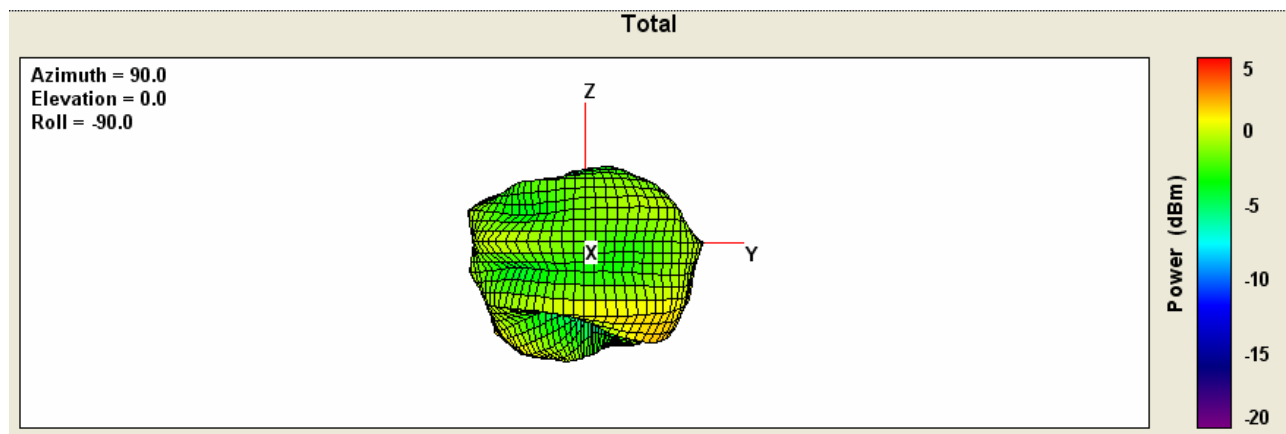 Total
Azimuth = 90.0
Elevation = 0.0
Roll = -90.0
Z
X
Y
Power (dBm)
5
0
-5
-10
-15
-20